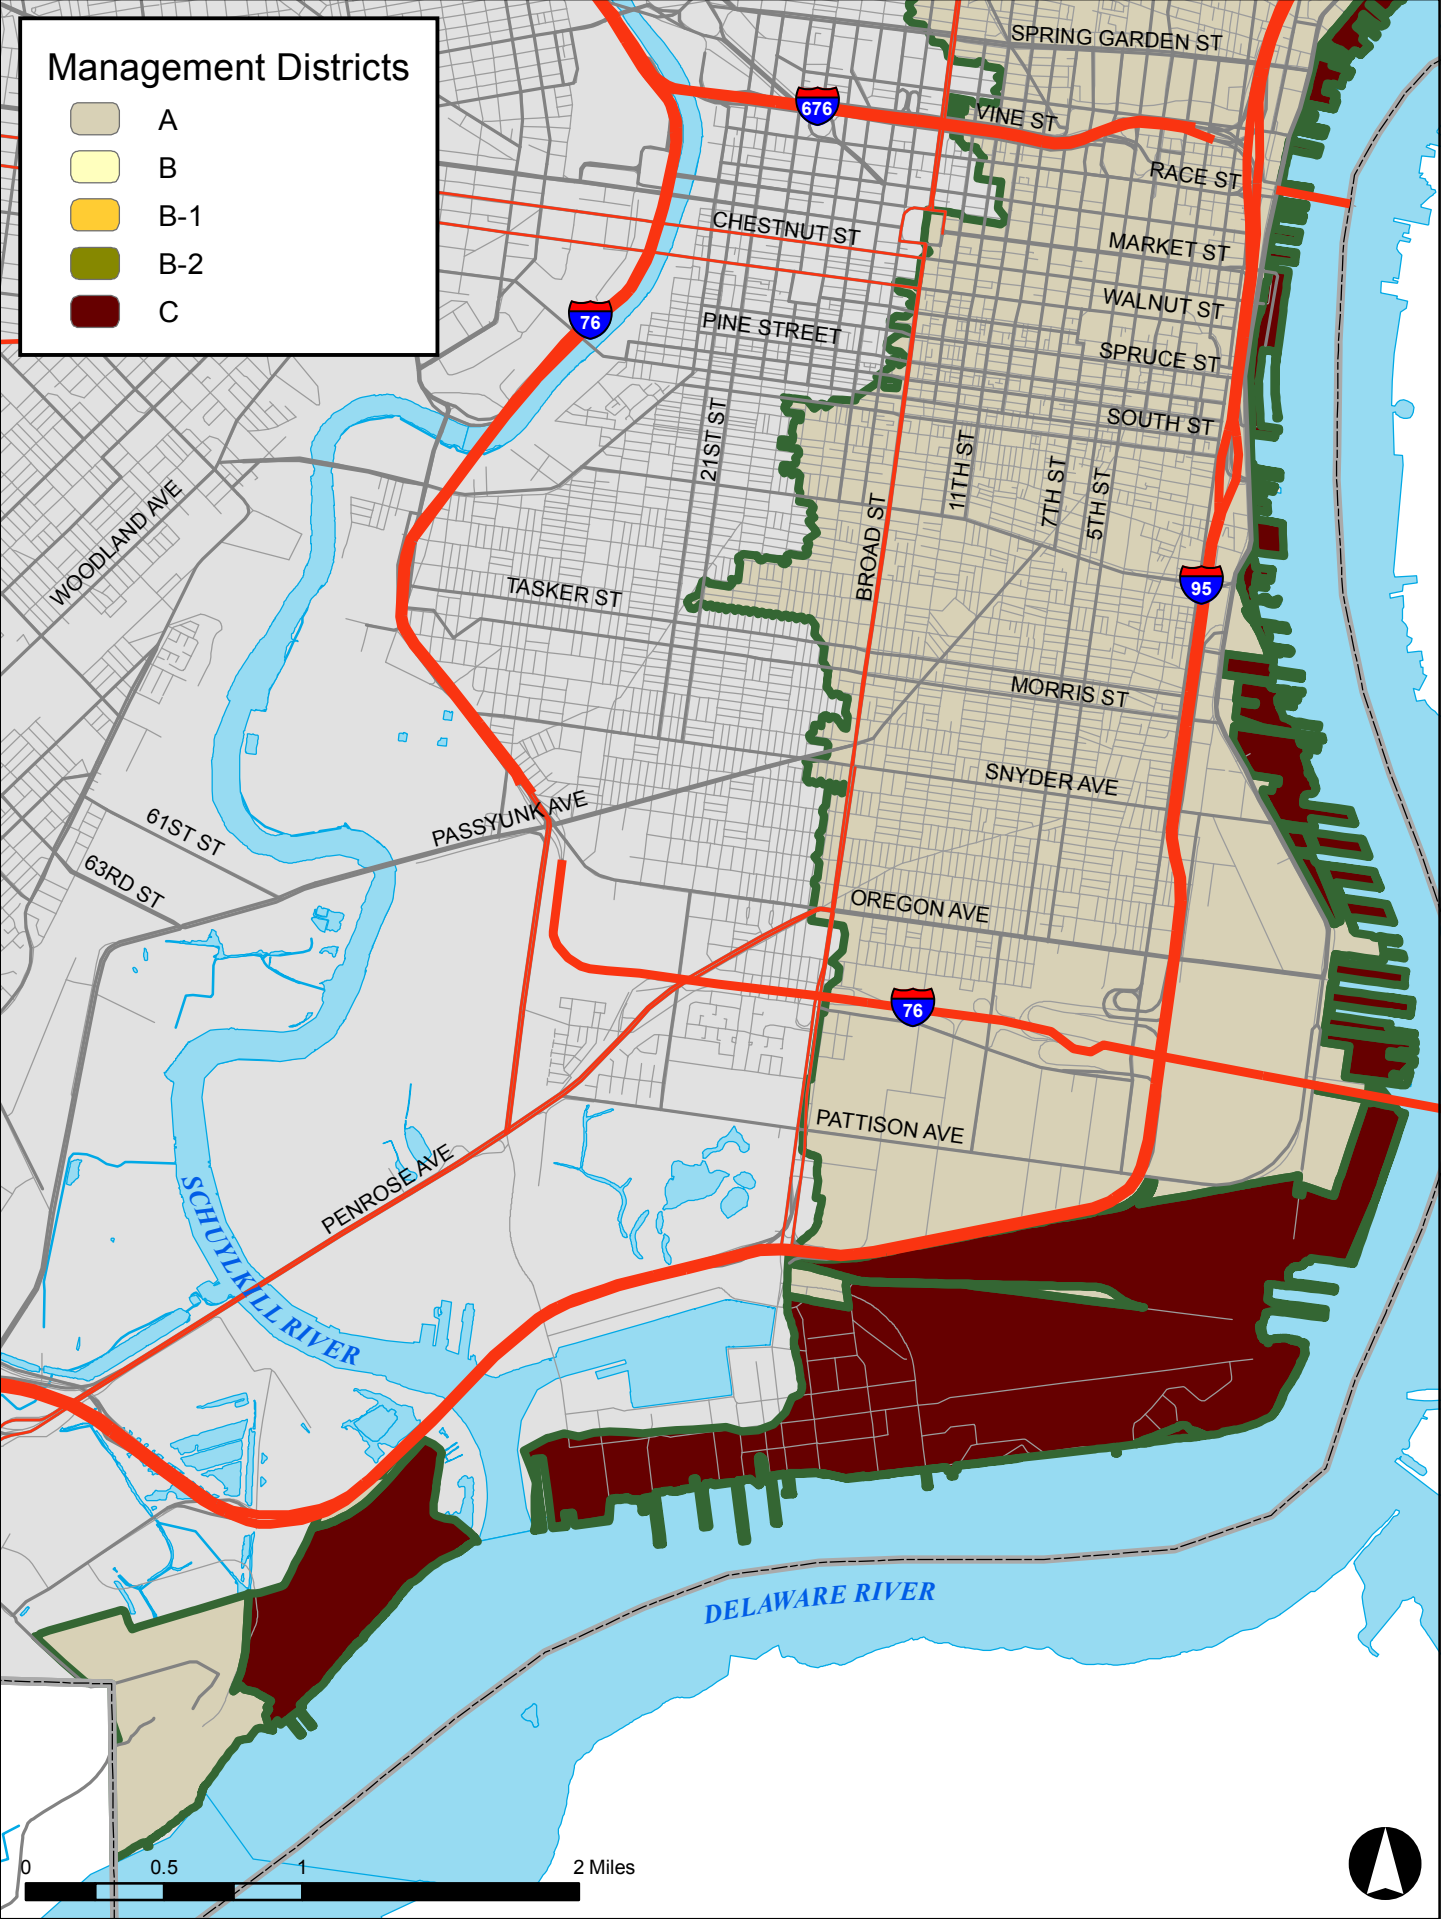 Management Districts
A
B
B-1
B-2
C
SPRING GARDEN ST
676
VINE ST
RACE ST
CHESTNUT ST
MARKET ST
WALNUT ST
76
PINE STREET
SPRUCE ST
SOUTH ST
21ST ST
11TH ST
7TH ST
5TH ST
WOODLAND AVE
BROAD ST
TASKER ST
95
MORRIS ST
SNYDER AVE
PASSYUNK AVE
61ST ST
63RD ST
OREGON AVE
76
PATTISON AVE
PENROSE AVE
SCHUYLKILL RIVER
DELAWARE RIVER
0 0.5 1 2 Miles